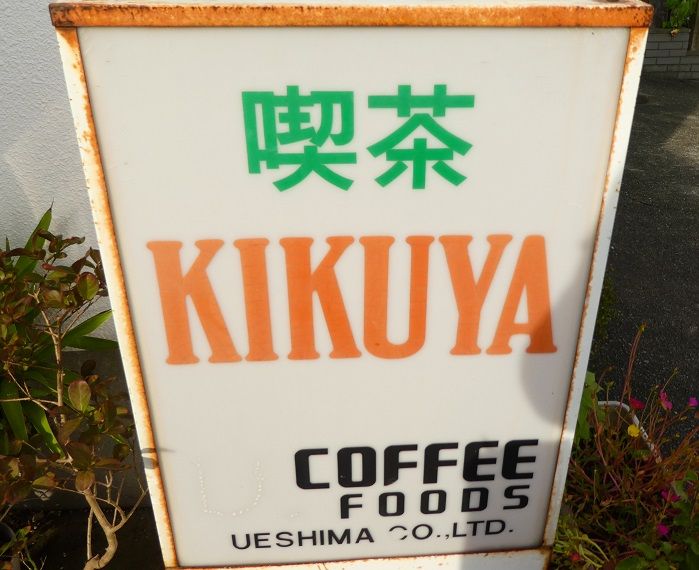 喫茶
KIKUYA
COFFEE
FOODS
UESHIMA CO.,LTD.